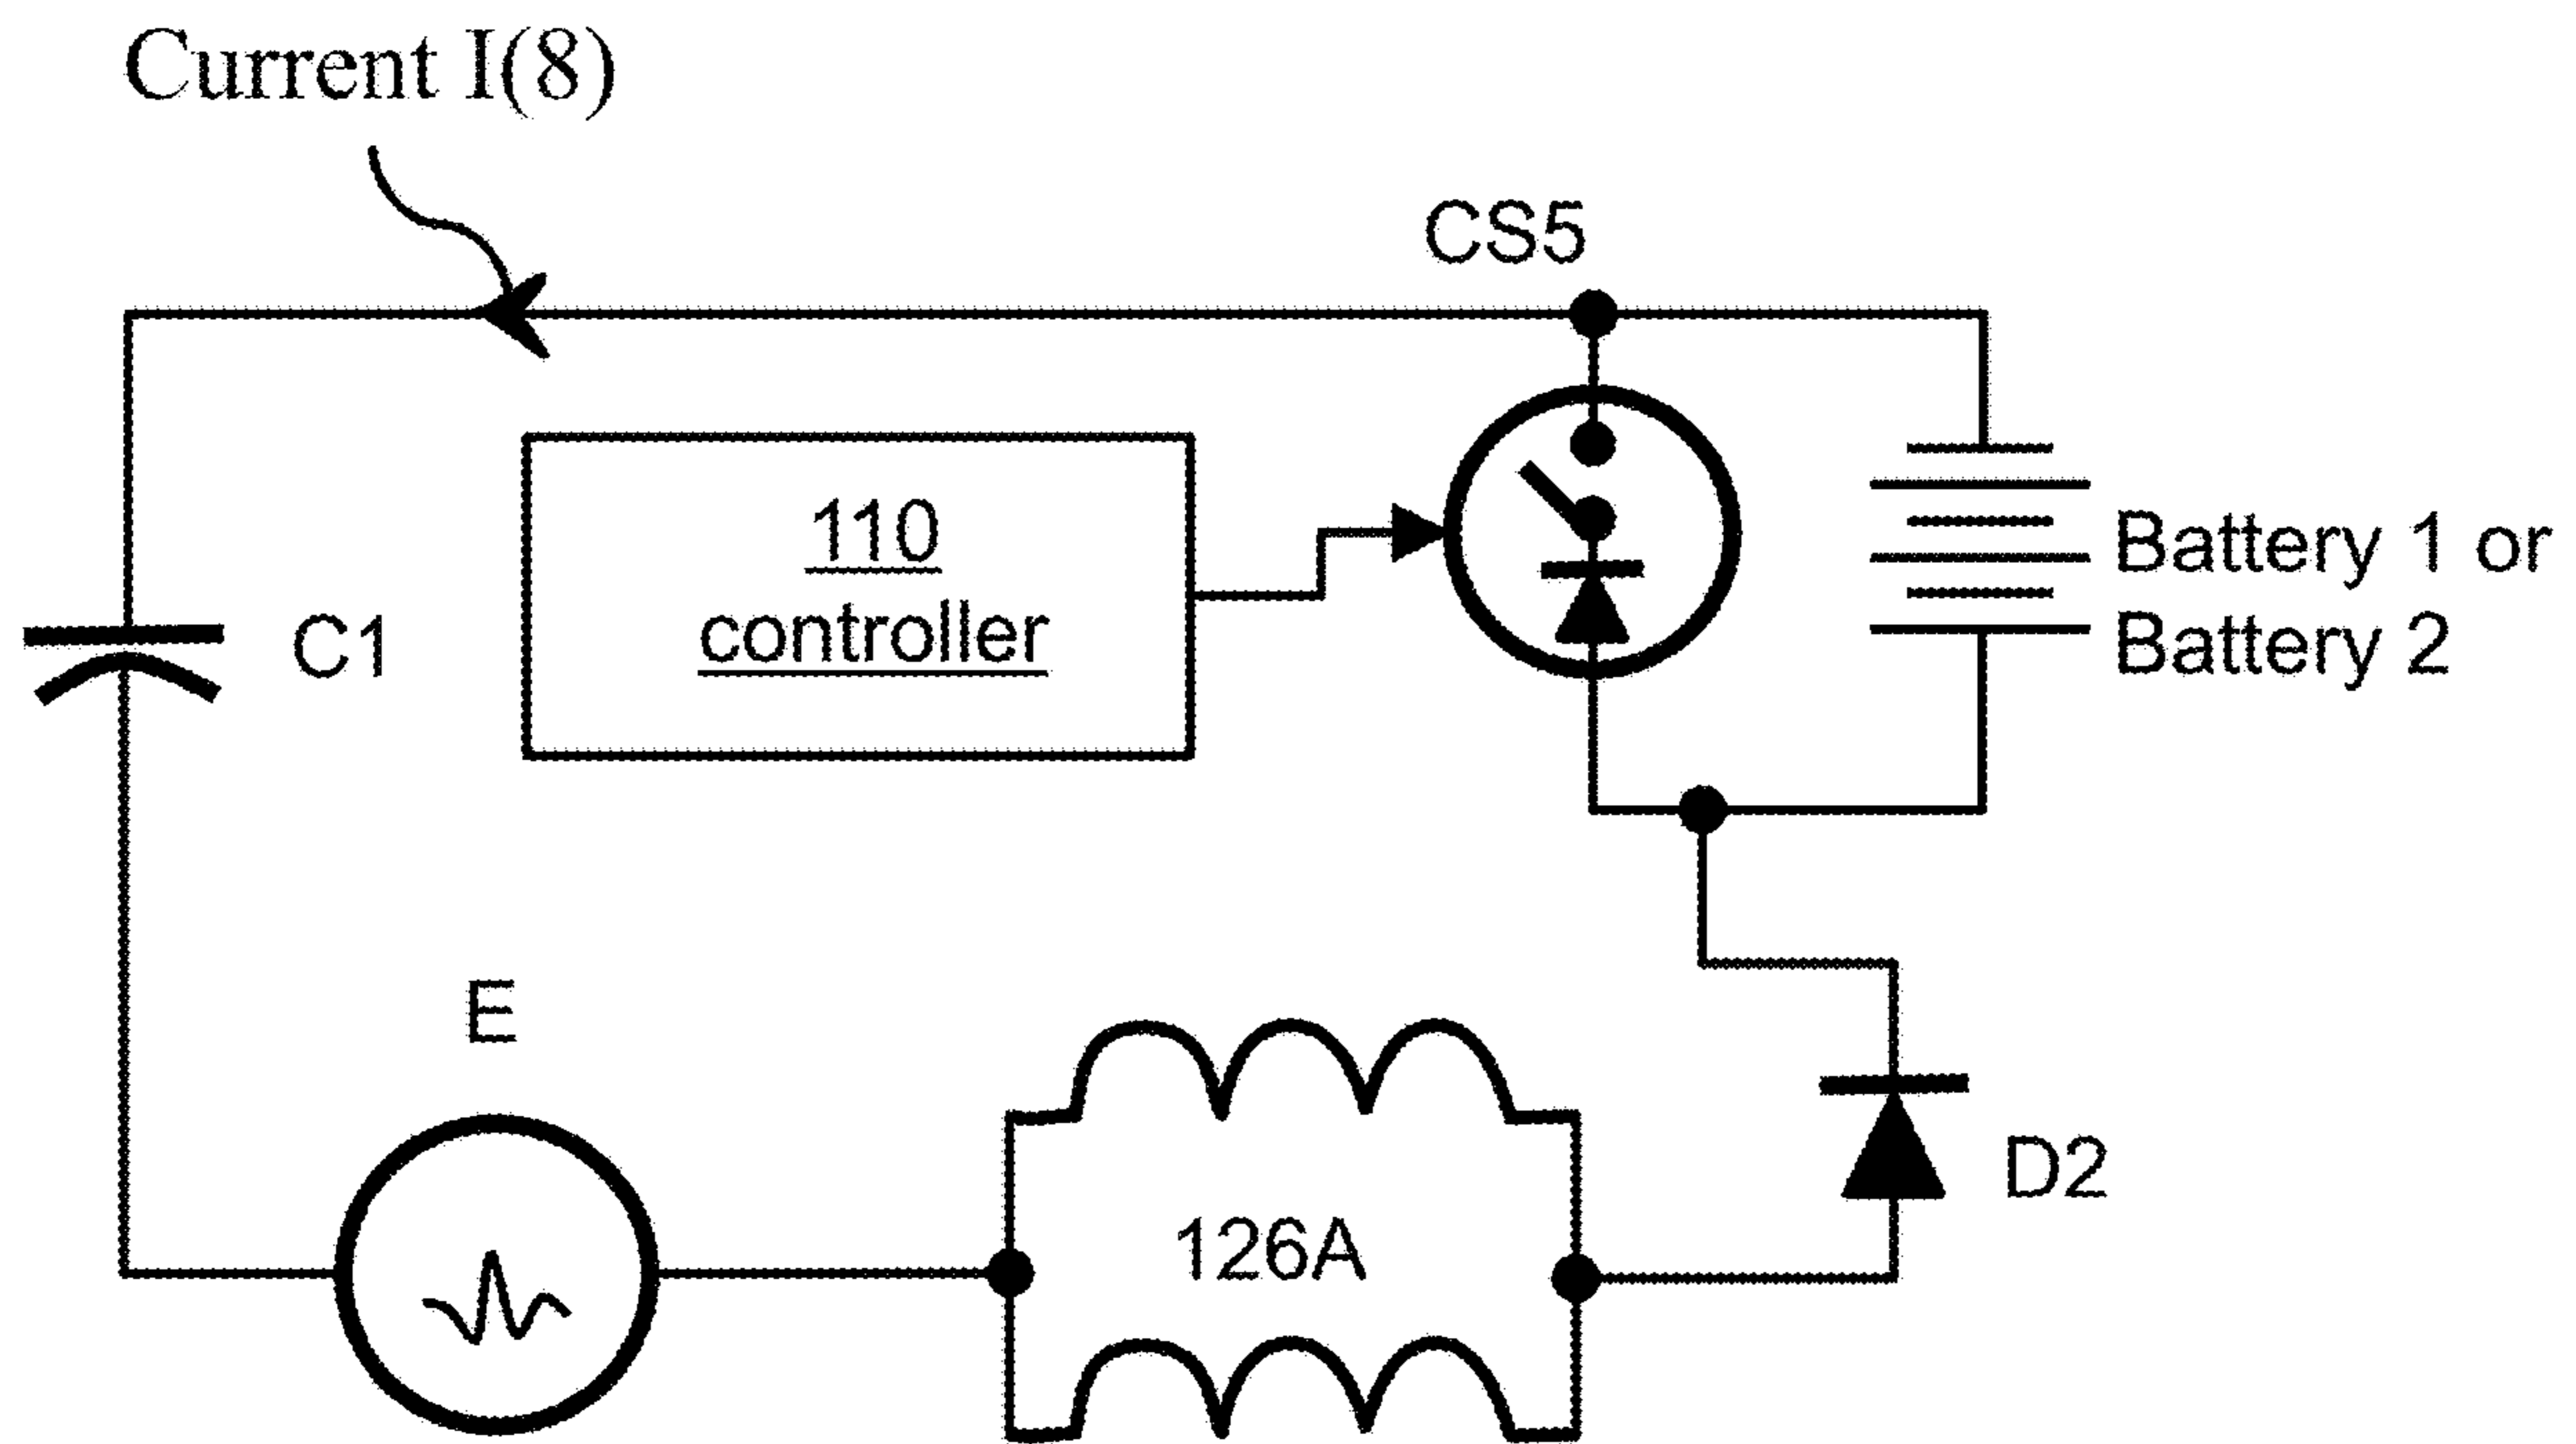 Current I(8)
CS5
110
controller
Battery 1 or
Battery 2
C1
E
126A
D2